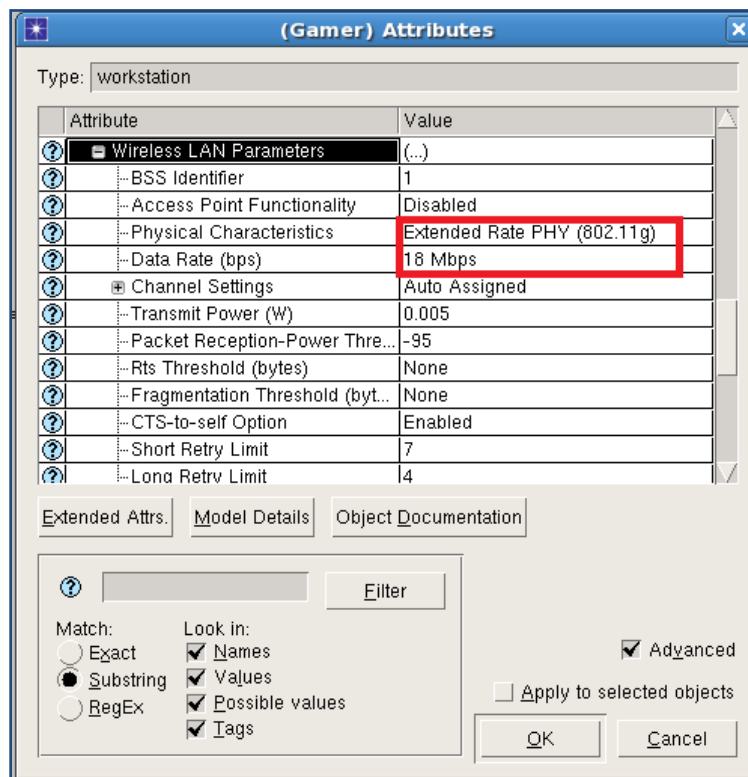 (Gamer) Attributes
Type: workstation
Attribute Value
Wireless LAN Parameters (...)
BSS Identifier 1
Access Point Functionality Disabled
Physical Characteristics Extended Rate PHY (802.11g)
Data Rate (bps) 18 Mbps
Channel Settings Auto Assigned
Transmit Power (W) 0.005
Packet Reception-Power Thre... -95
Rts Threshold (bytes) None
Fragmentation Threshold (byt... None
CTS-to-self Option Enabled
Short Retry Limit 7
Long Retry Limit 4
Extended Attrs. Model Details Object Documentation
Filter
Match: Look in:
Exact Names
Substring Values
RegEx Possible values
Tags
Advanced
Apply to selected objects
OK Cancel